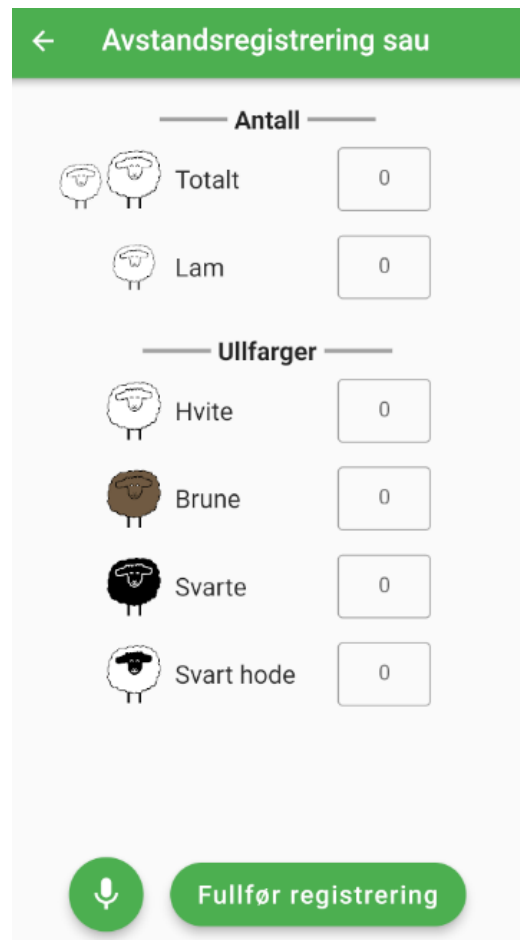 Avstandsregistrering sau
Antall
Totalt 0
Lam 0
Ullfarger
Hvite 0
Brune 0
Svarte 0
Svart hode 0
Fullfør registrering